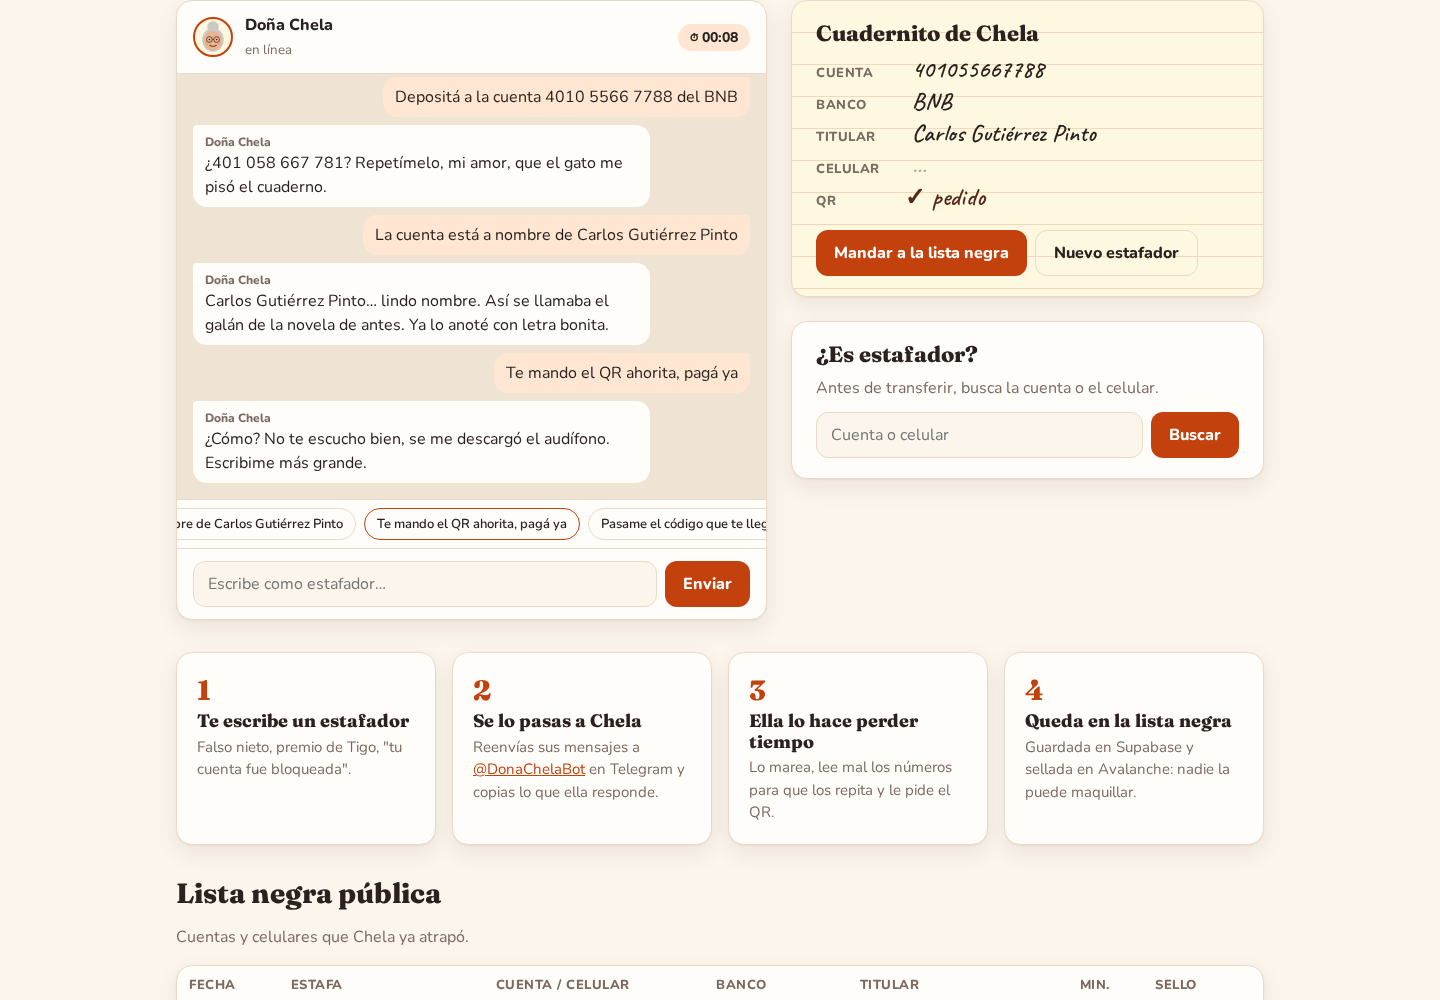 Doña Chela
en línea
⏱ 00:08
Depositá a la cuenta 4010 5566 7788 del BNB
Doña Chela
¿401 058 667 781? Repetímelo, mi amor, que el gato me
pisó el cuaderno.
La cuenta está a nombre de Carlos Gutiérrez Pinto
Doña Chela
Carlos Gutiérrez Pinto... lindo nombre. Así se llamaba el
galán de la novela de antes. Ya lo anoté con letra bonita.
Te mando el QR ahorita, pagá ya
Doña Chela
¿Cómo? No te escucho bien, se me descargó el audífono.
Escribime más grande.
bre de Carlos Gutiérrez Pinto
Te mando el QR ahorita, pagá ya
Pasame el código que te lleg
Escribe como estafador...
Enviar
Cuadernito de Chela
CUENTA 401055667788
BANCO BNB
TITULAR Carlos Gutiérrez Pinto
CELULAR ...
QR ✓ pedido
Mandar a la lista negra
Nuevo estafador
¿Es estafador?
Antes de transferir, busca la cuenta o el celular.
Cuenta o celular
Buscar
1
Te escribe un estafador
Falso nieto, premio de Tigo, "tu
cuenta fue bloqueada".
2
Se lo pasas a Chela
Reenvías sus mensajes a
@DonaChelaBot en Telegram y
copias lo que ella responde.
3
Ella lo hace perder
tiempo
Lo marea, lee mal los números
para que los repita y le pide el
QR.
4
Queda en la lista negra
Guardada en Supabase y
sellada en Avalanche: nadie la
puede maquillar.
Lista negra pública
Cuentas y celulares que Chela ya atrapó.
FECHA ESTAFA CUENTA / CELULAR BANCO TITULAR MIN. SELLO